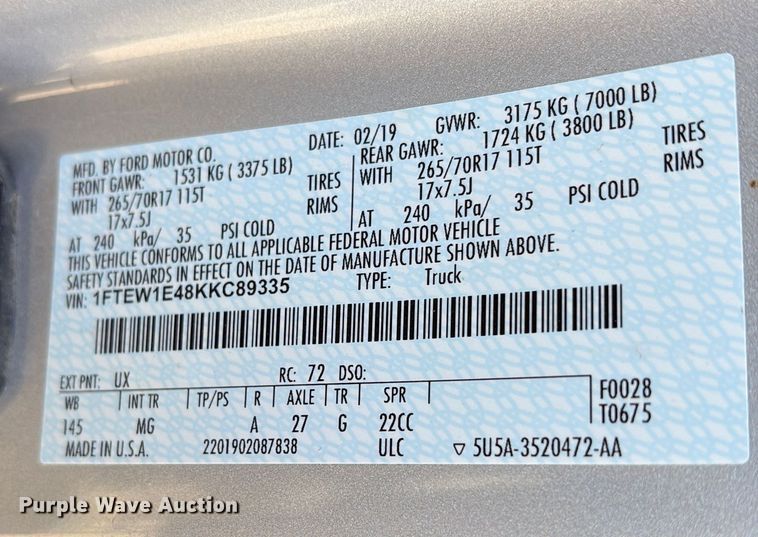 MFD. BY FORD MOTOR CO. DATE: 02/19 GVWR: 3175 KG ( 7000 LB)
FRONT GAWR: 1531 KG ( 3375 LB) REAR GAWR: 1724 KG ( 3800 LB)
WITH 265/70R17 115T TIRES WITH 265/70R17 115T TIRES
17x7.5J RIMS 17x7.5J RIMS
AT 240 kPa/ 35 PSI COLD AT 240 kPa/ 35 PSI COLD
THIS VEHICLE CONFORMS TO ALL APPLICABLE FEDERAL MOTOR VEHICLE
SAFETY STANDARDS IN EFFECT ON THE DATE OF MANUFACTURE SHOWN ABOVE.
VIN: 1FTEW1E48KKC89335 TYPE: Truck
EXT PNT: UX RC: 72 DSO:
WB INT TR TP/PS R AXLE TR SPR F0028
145 MG A 27 G 22CC T0675
MADE IN U.S.A. 2201902087838 ULC ▽ 5U5A-3520472-AA
Purple Wave Auction